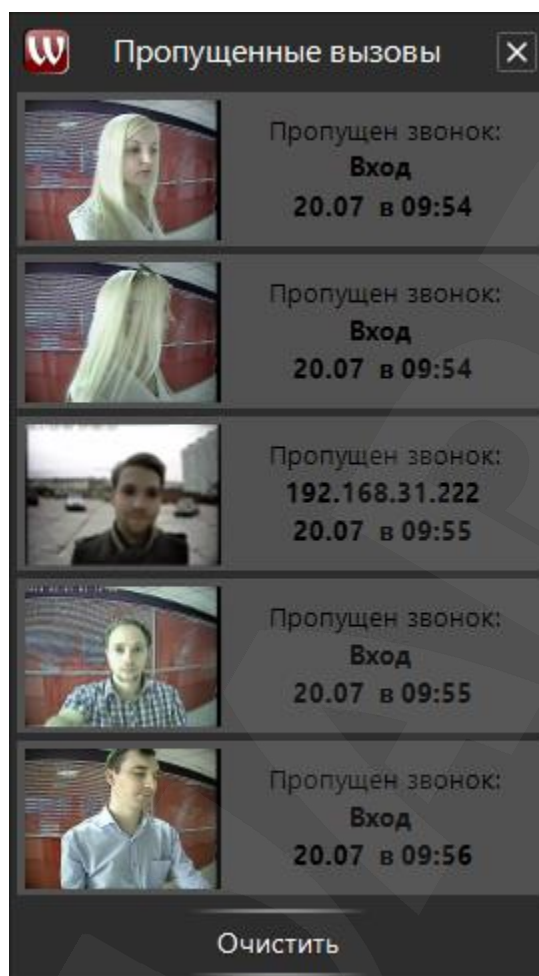 W
Пропущенные вызовы
Пропущен звонок:
Вход
20.07 в 09:54
Пропущен звонок:
Вход
20.07 в 09:54
Пропущен звонок:
192.168.31.222
20.07 в 09:55
Пропущен звонок:
Вход
20.07 в 09:55
Пропущен звонок:
Вход
20.07 в 09:56
Очистить